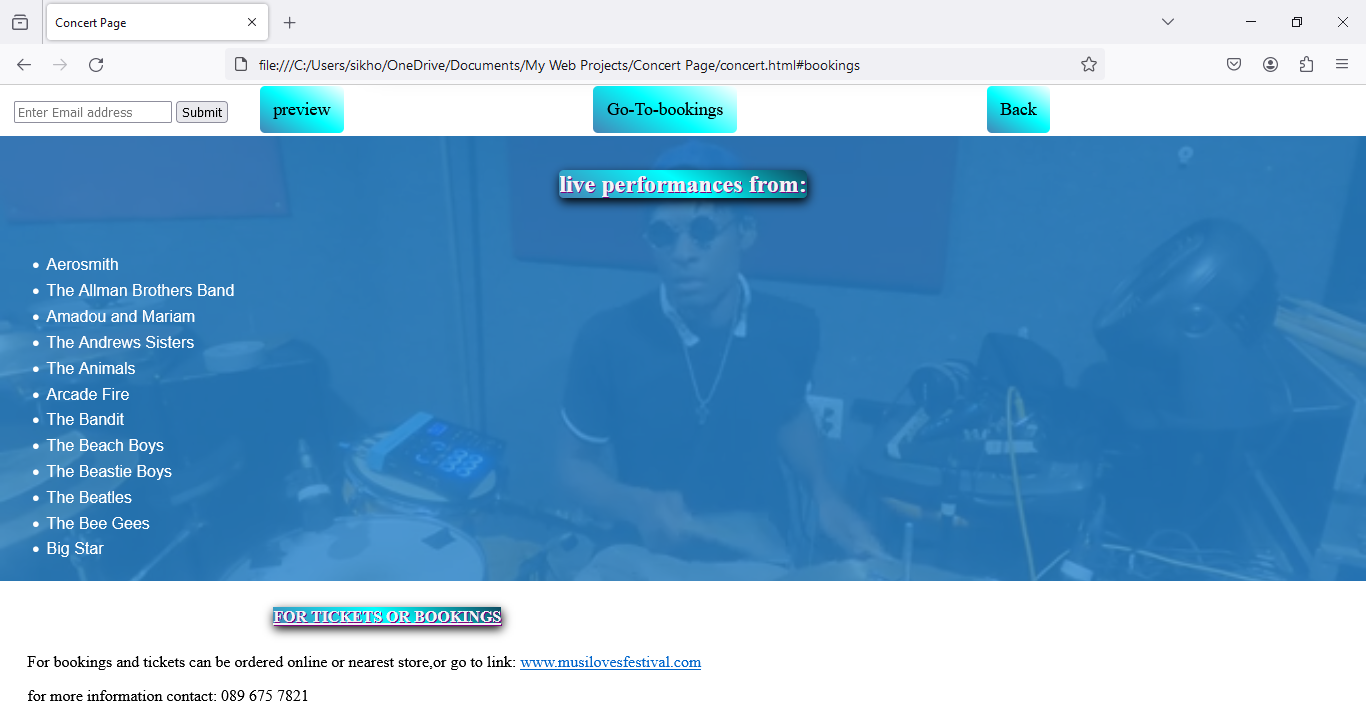 Concert Page
file:///C:/Users/sikho/OneDrive/Documents/My Web Projects/Concert Page/concert.html#bookings
Enter Email address Submit preview Go-To-bookings Back
live performances from:
Aerosmith
The Allman Brothers Band
Amadou and Mariam
The Andrews Sisters
The Animals
Arcade Fire
The Bandit
The Beach Boys
The Beastie Boys
The Beatles
The Bee Gees
Big Star
FOR TICKETS OR BOOKINGS
For bookings and tickets can be ordered online or nearest store,or go to link: www.musilovesfestival.com
for more information contact: 089 675 7821